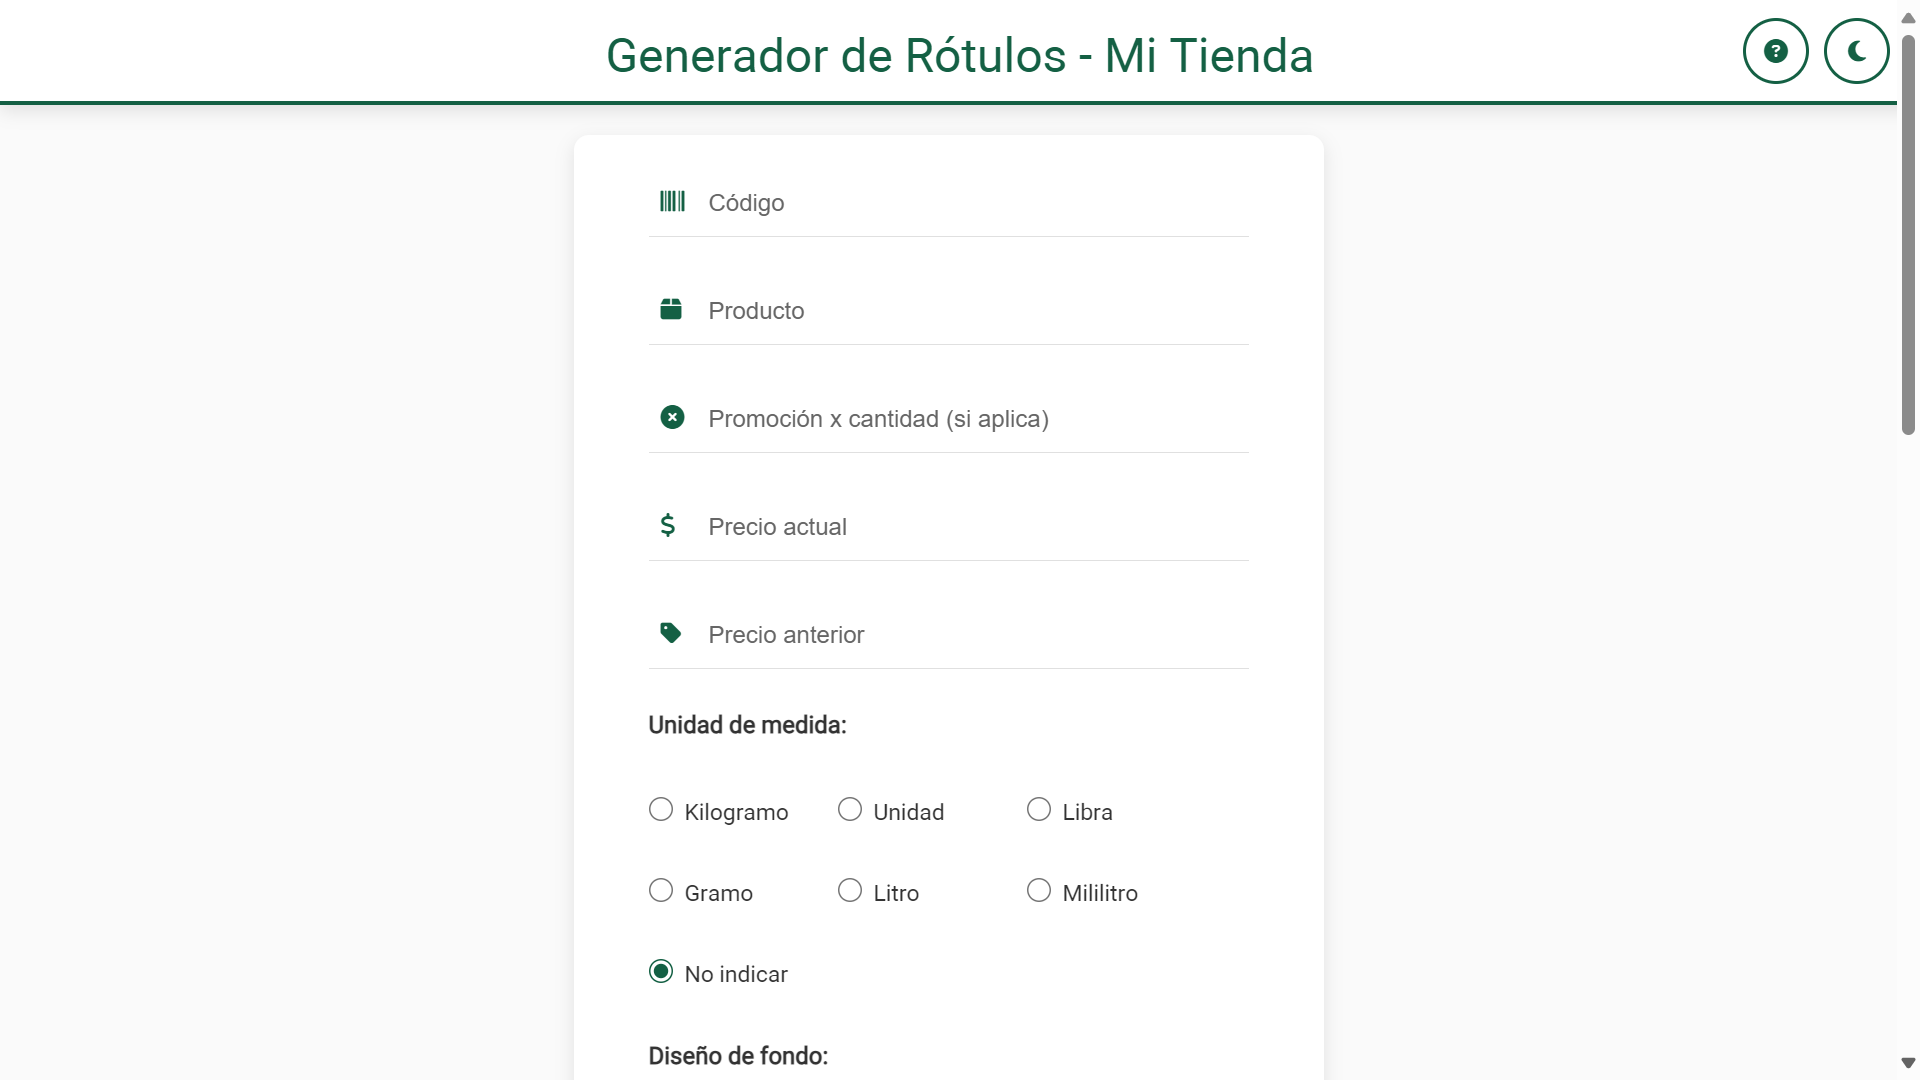 Generador de Rótulos - Mi Tienda
Código
Producto
Promoción x cantidad (si aplica)
Precio actual
Precio anterior
Unidad de medida:
Kilogramo Unidad Libra
Gramo Litro Mililitro
No indicar
Diseño de fondo: